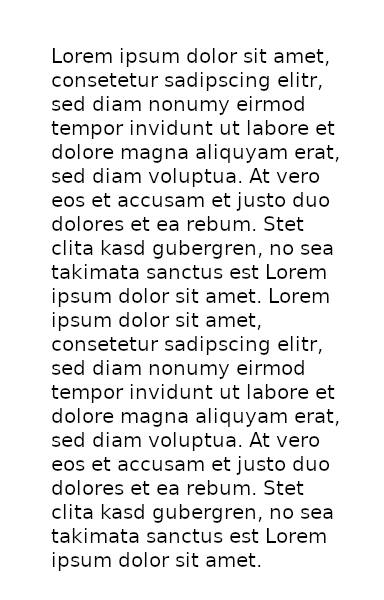 Lorem ipsum dolor sit amet,
consetetur sadipscing elitr,
sed diam nonumy eirmod
tempor invidunt ut labore et
dolore magna aliquyam erat,
sed diam voluptua. At vero
eos et accusam et justo duo
dolores et ea rebum. Stet
clita kasd gubergren, no sea
takimata sanctus est Lorem
ipsum dolor sit amet. Lorem
ipsum dolor sit amet,
consetetur sadipscing elitr,
sed diam nonumy eirmod
tempor invidunt ut labore et
dolore magna aliquyam erat,
sed diam voluptua. At vero
eos et accusam et justo duo
dolores et ea rebum. Stet
clita kasd gubergren, no sea
takimata sanctus est Lorem
ipsum dolor sit amet.